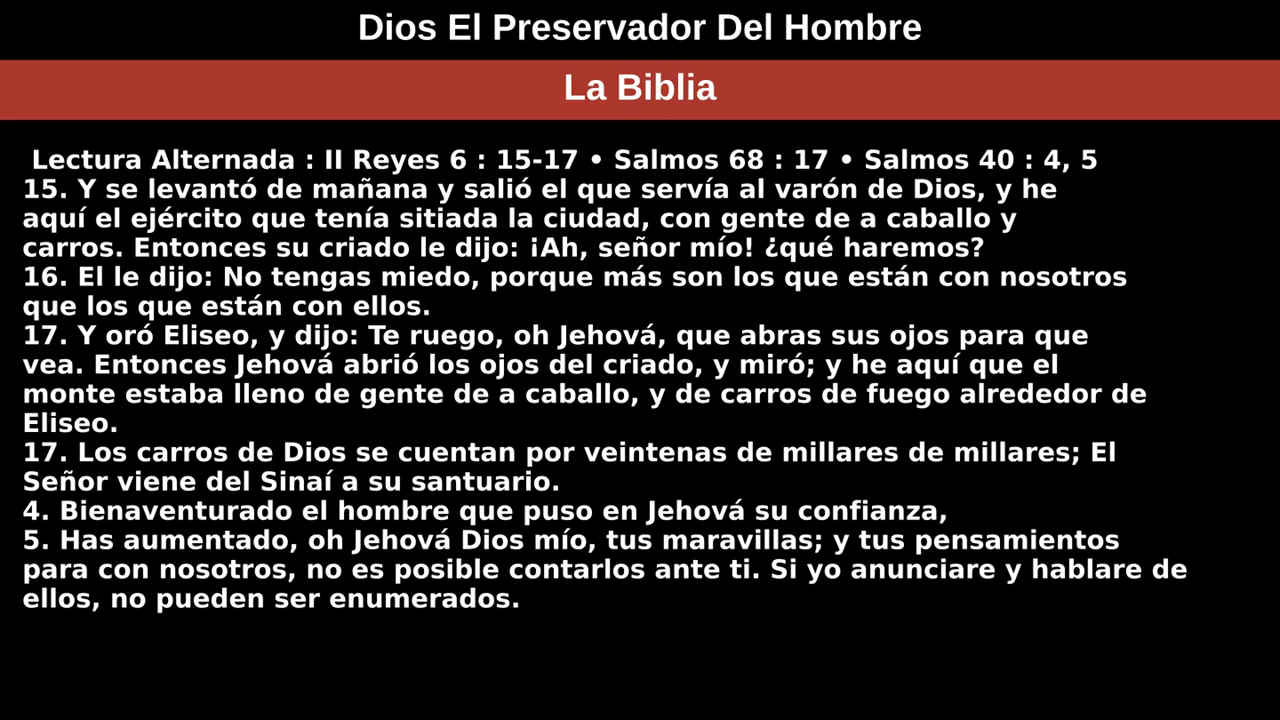 Dios El Preservador Del Hombre
La Biblia
Lectura Alternada : II Reyes 6 : 15-17 • Salmos 68 : 17 • Salmos 40 : 4, 5
15. Y se levantó de mañana y salió el que servía al varón de Dios, y he
aquí el ejército que tenía sitiada la ciudad, con gente de a caballo y
carros. Entonces su criado le dijo: ¡Ah, señor mío! ¿qué haremos?
16. El le dijo: No tengas miedo, porque más son los que están con nosotros
que los que están con ellos.
17. Y oró Eliseo, y dijo: Te ruego, oh Jehová, que abras sus ojos para que
vea. Entonces Jehová abrió los ojos del criado, y miró; y he aquí que el
monte estaba lleno de gente de a caballo, y de carros de fuego alrededor de
Eliseo.
17. Los carros de Dios se cuentan por veintenas de millares de millares; El
Señor viene del Sinaí a su santuario.
4. Bienaventurado el hombre que puso en Jehová su confianza,
5. Has aumentado, oh Jehová Dios mío, tus maravillas; y tus pensamientos
para con nosotros, no es posible contarlos ante ti. Si yo anunciare y hablare de
ellos, no pueden ser enumerados.